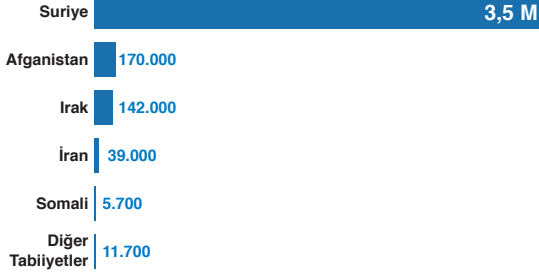 Suriye 3,5 M
Afganistan 170.000
Irak 142.000
İran 39.000
Somali 5.700
Diğer
Tabiiyetler 11.700